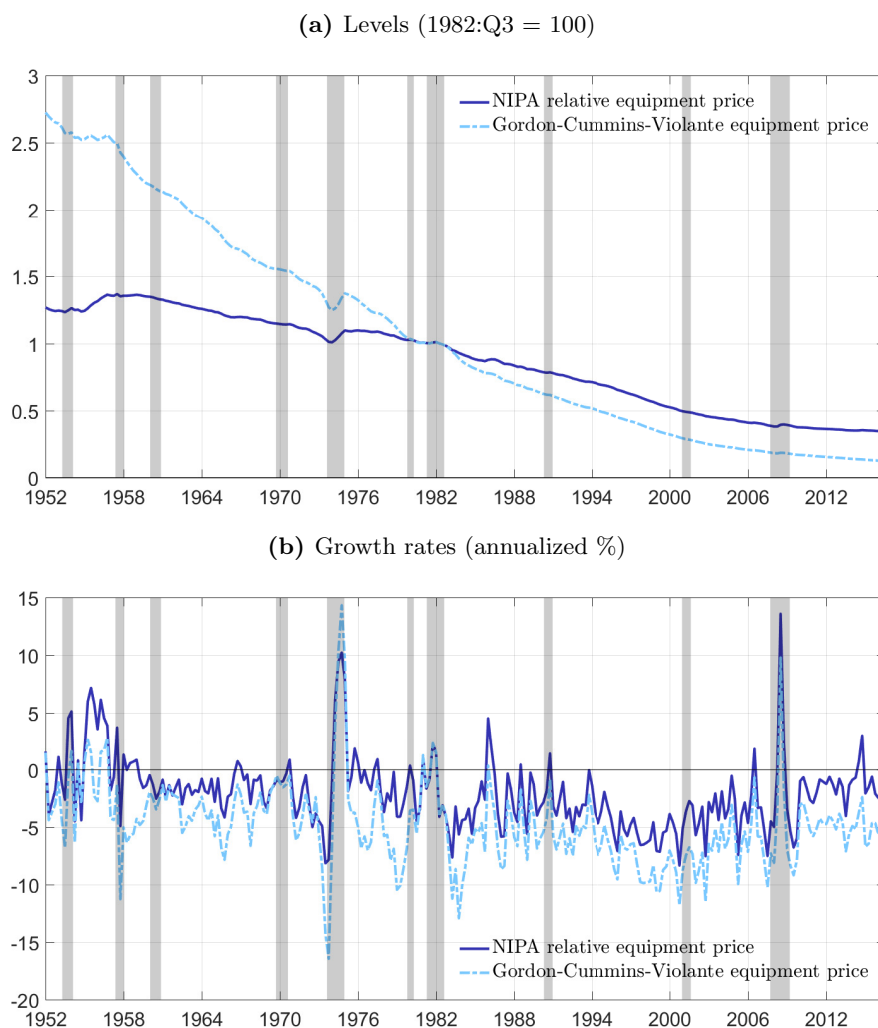 (a) Levels (1982:Q3 = 100)
3
NIPA relative equipment price
Gordon-Cummins-Violante equipment price
2.5
2
1.5
1
0.5
0
1952 1958 1964 1970 1976 1982 1988 1994 2000 2006 2012
(b) Growth rates (annualized %)
15
10
5
0
-5
-10
-15
NIPA relative equipment price
Gordon-Cummins-Violante equipment price
-20
1952 1958 1964 1970 1976 1982 1988 1994 2000 2006 2012